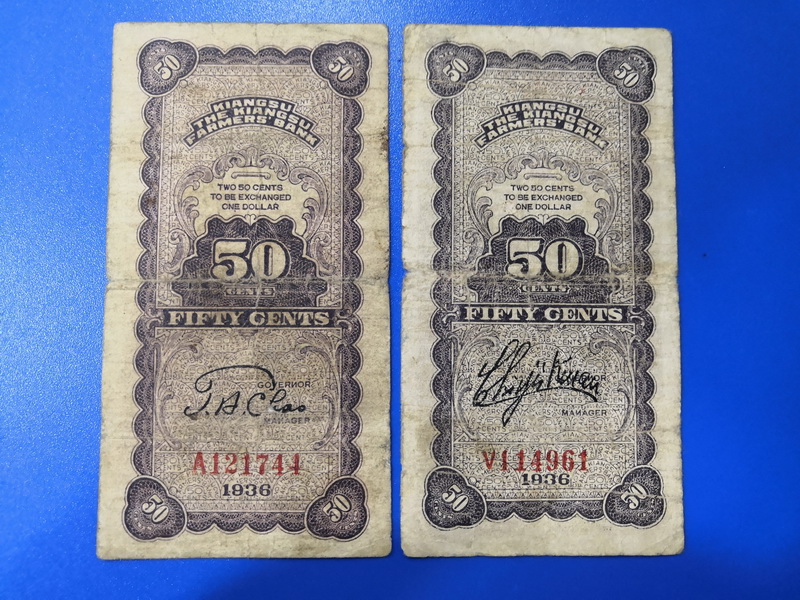 50 50
KIANGSU
THE KIANGSU
FARMERS' BANK
TWO 50 CENTS
TO BE EXCHANGED
ONE DOLLAR
50
CENTS
FIFTY CENTS
T.A.Chao
GOVERNOR
MANAGER
A121744
1936
50 50
50 50
KIANGSU
THE KIANGSU
FARMERS' BANK
TWO 50 CENTS
TO BE EXCHANGED
ONE DOLLAR
50
CENTS
FIFTY CENTS
MANAGER
V114961
1936
50 50